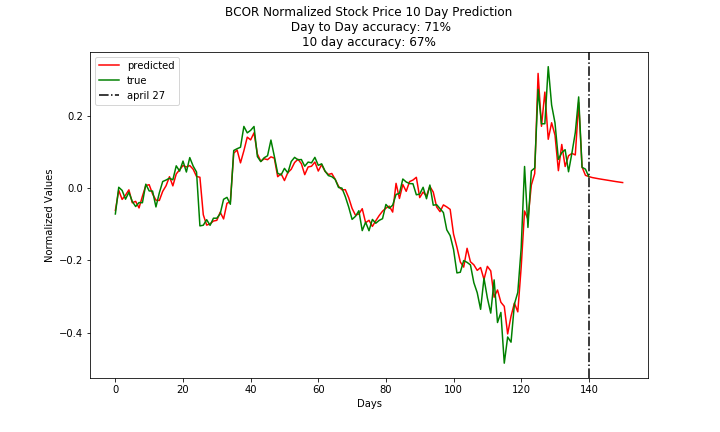 BCOR Normalized Stock Price 10 Day Prediction
Day to Day accuracy: 71%
10 day accuracy: 67%
predicted
true
april 27
0.2
0.0
−0.2
−0.4
Normalized Values
0 20 40 60 80 100 120 140
Days